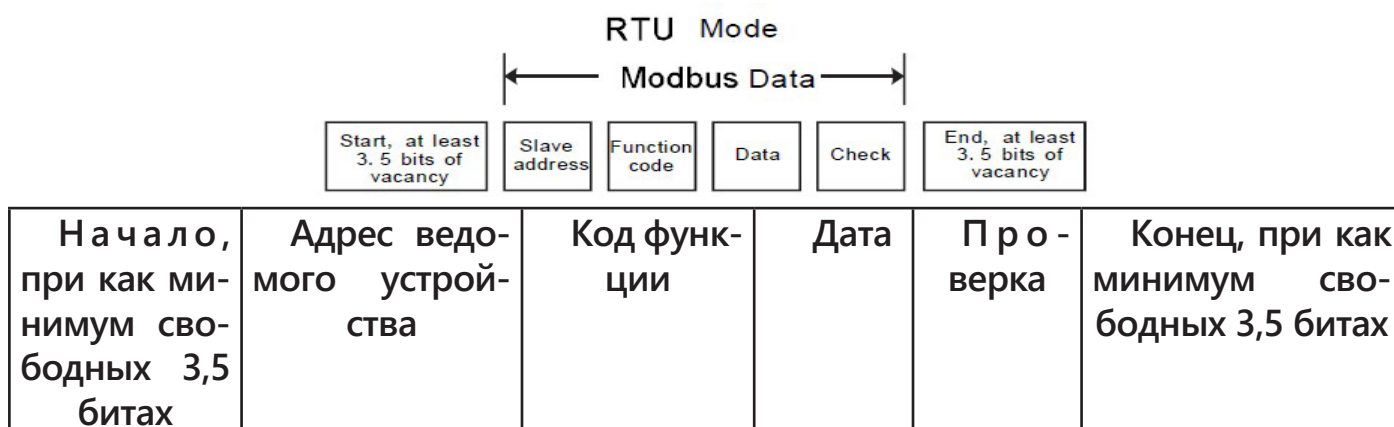 RTU Mode
Modbus Data
Start, at least
3. 5 bits of
vacancy
Slave
address
Function
code
Data
Check
End, at least
3. 5 bits of
vacancy
Начало,
при как ми-
нимум сво-
бодных 3,5
битах
Адрес ведо-
мого устрой-
ства
Код функ-
ции
Дата
Про-
верка
Конец, при как
минимум сво-
бодных 3,5 битах